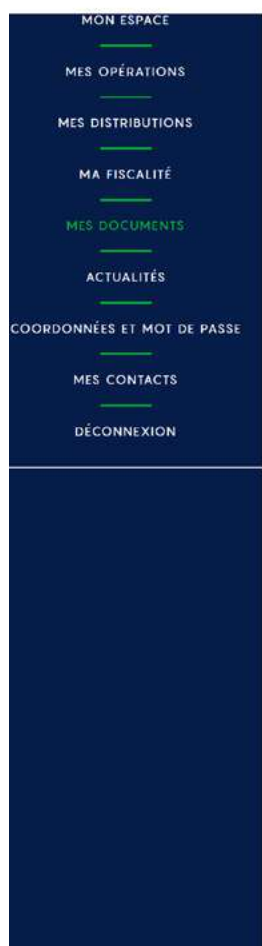 MON ESPACE
MES OPÉRATIONS
MES DISTRIBUTIONS
MA FISCALITÉ
MES DOCUMENTS
ACTUALITÉS
COORDONNÉES ET MOT DE PASSE
MES CONTACTS
DÉCONNEXION